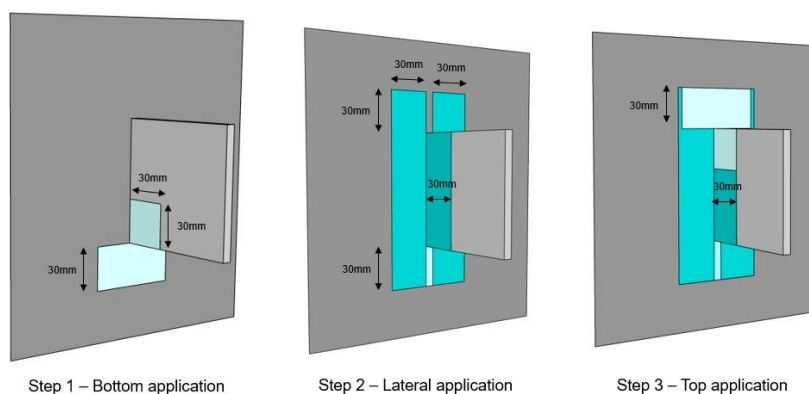 30mm
30mm
30mm
Step 1 – Bottom application
30mm
30mm
30mm
30mm
30mm
Step 2 – Lateral application
30mm
30mm
Step 3 – Top application